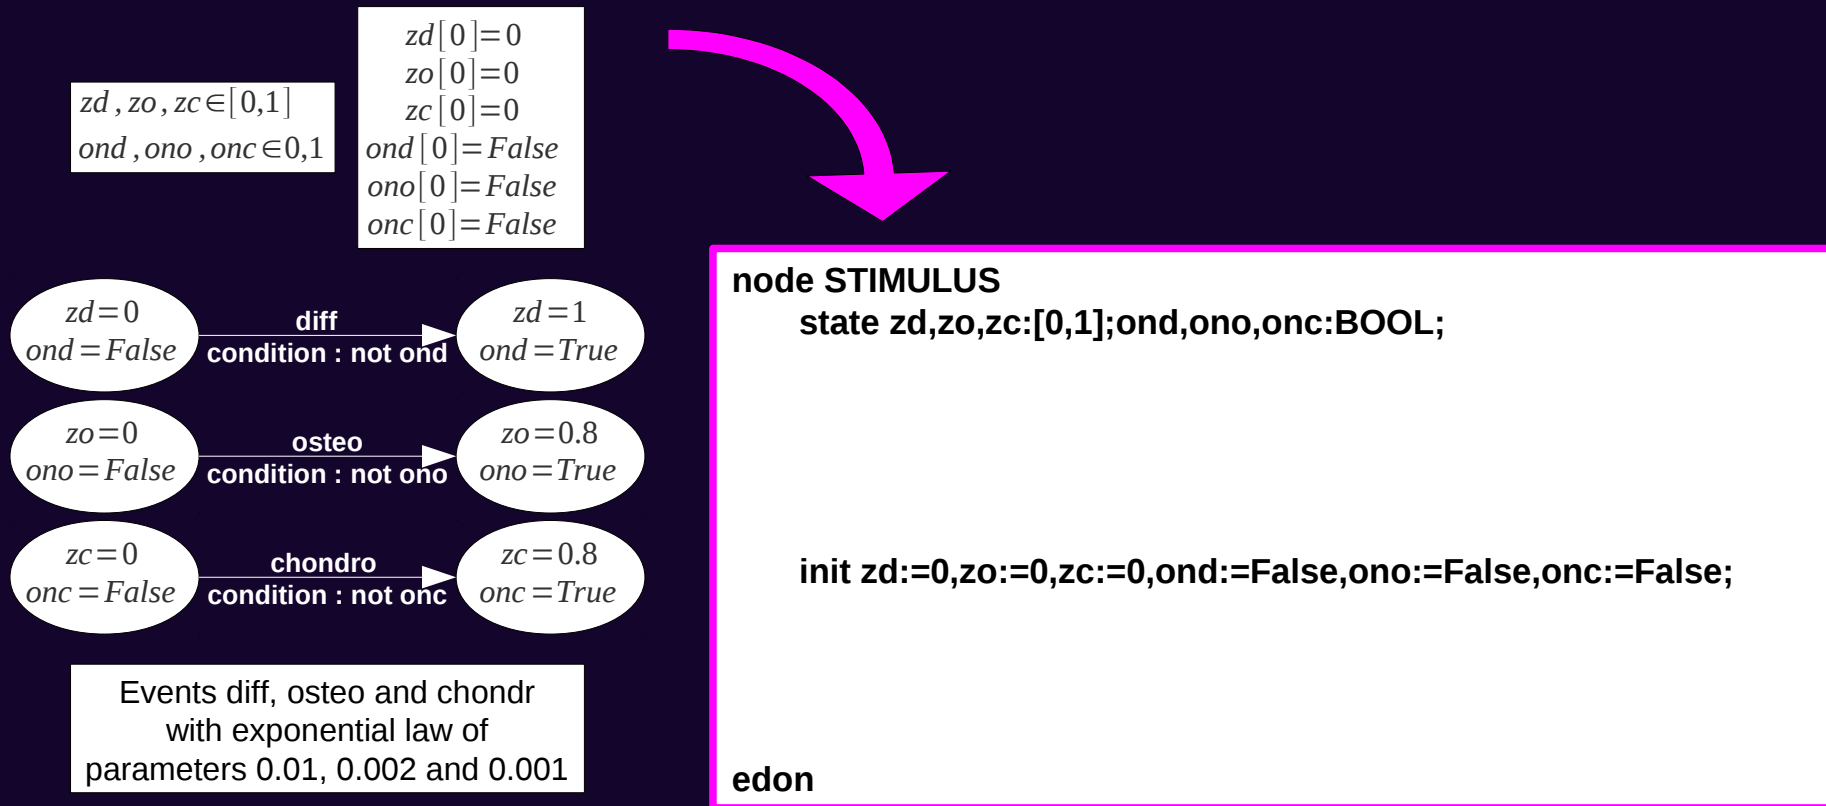 zd , zo , zc ∈[0,1]
ond ,ono ,onc ∈0,1
zd[0]=0
zo[0]=0
zc[0]=0
ond[0]=False
ono[0]=False
onc[0]=False
zd=0
ond=False
diff
condition : not ond
zd=1
ond=True
zo=0
ono=False
osteo
condition : not ono
zo=0.8
ono=True
zc=0
onc=False
chondro
condition : not onc
zc=0.8
onc=True
Events diff, osteo and chondr
with exponential law of
parameters 0.01, 0.002 and 0.001
node STIMULUS
state zd,zo,zc:[0,1];ond,ono,onc:BOOL;
init zd:=0,zo:=0,zc:=0,ond:=False,ono:=False,onc:=False;
edon